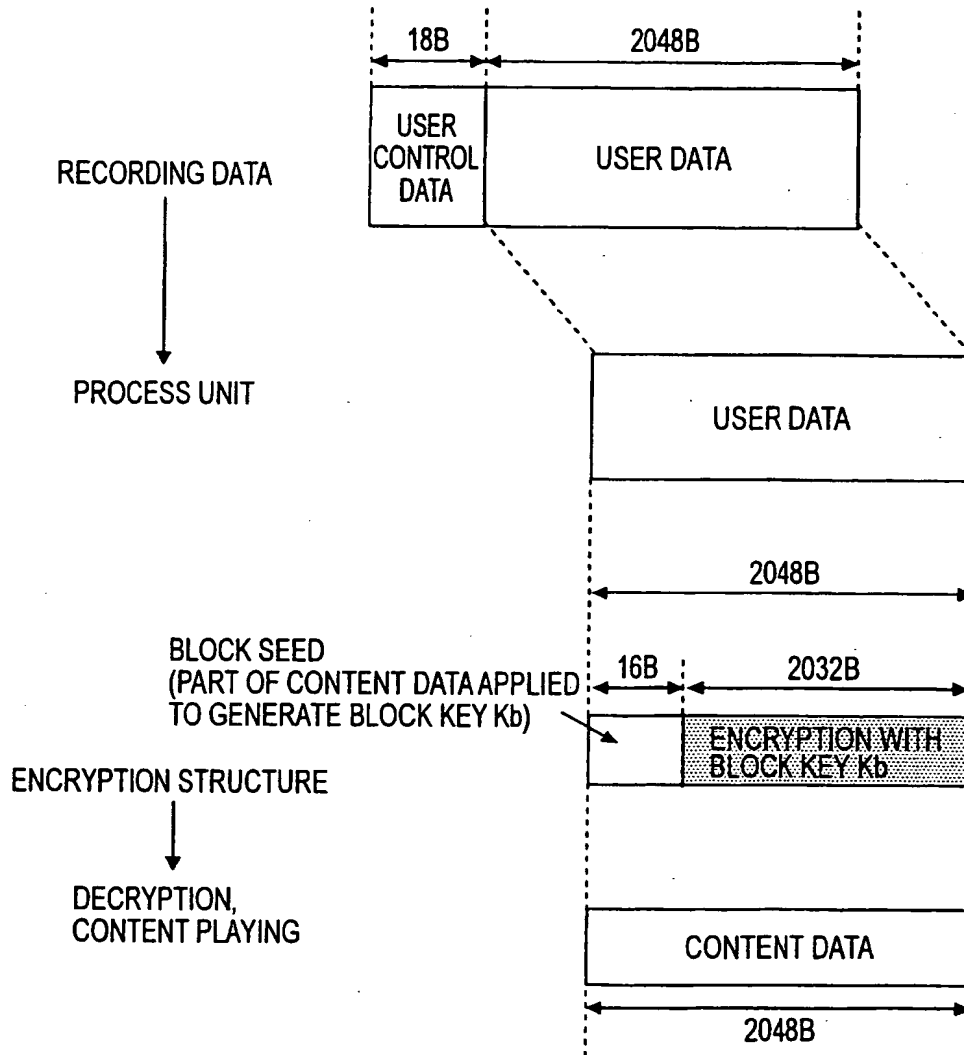 18B
2048B
USER
CONTROL
DATA
USER DATA
RECORDING DATA
PROCESS UNIT
USER DATA
2048B
BLOCK SEED
(PART OF CONTENT DATA APPLIED
TO GENERATE BLOCK KEY Kb)
16B
2032B
ENCRYPTION WITH
BLOCK KEY Kb
ENCRYPTION STRUCTURE
DECRYPTION,
CONTENT PLAYING
CONTENT DATA
2048B